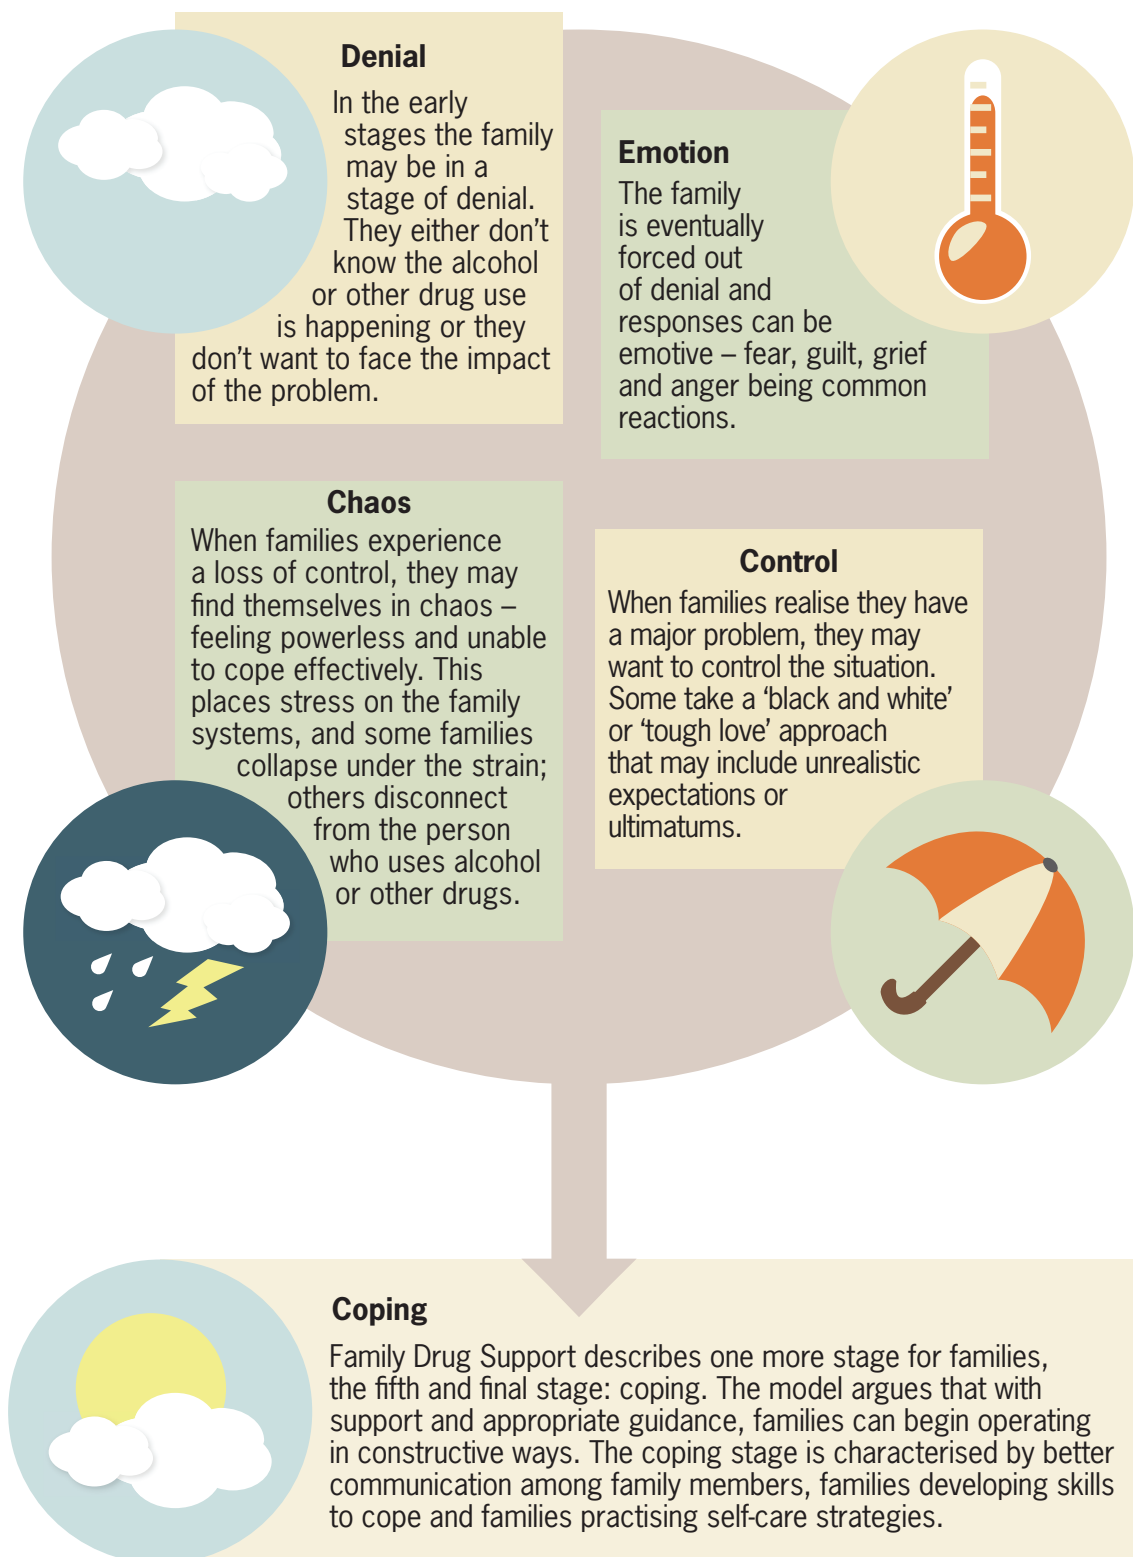 Denial
In the early
stages the family
may be in a
stage of denial.
They either don’t
know the alcohol
or other drug use
is happening or they
don’t want to face the impact
of the problem.
Emotion
The family
is eventually
forced out
of denial and
responses can be
emotive – fear, guilt, grief
and anger being common
reactions.
Chaos
When families experience
a loss of control, they may
find themselves in chaos –
feeling powerless and unable
to cope effectively. This
places stress on the family
systems, and some families
collapse under the strain;
others disconnect
from the person
who uses alcohol
or other drugs.
Control
When families realise they have
a major problem, they may
want to control the situation.
Some take a ‘black and white’
or ‘tough love’ approach
that may include unrealistic
expectations or
ultimatums.
Coping
Family Drug Support describes one more stage for families,
the fifth and final stage: coping. The model argues that with
support and appropriate guidance, families can begin operating
in constructive ways. The coping stage is characterised by better
communication among family members, families developing skills
to cope and families practising self-care strategies.